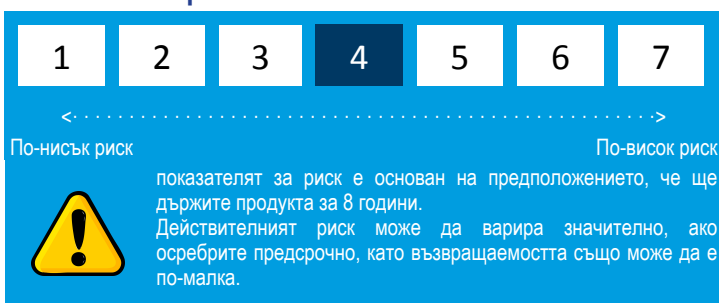 1 2 3 4 5 6 7
По-нисък риск По-висок риск
показателят за риск е основан на предположението, че ще
държите продукта за 8 години.
Действителният риск може да варира значително, ако
осребрите предсрочно, като възвращаемостта също може да е
по-малка.